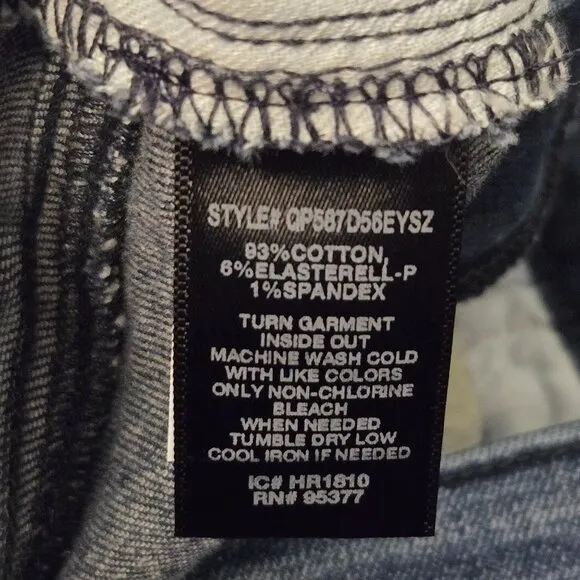 STYLE# QP587D56EYSZ
93%COTTON,
6%ELASTERELL-P
1%SPANDEX
TURN GARMENT
INSIDE OUT
MACHINE WASH COLD
WITH LIKE COLORS
ONLY NON-CHLORINE
BLEACH
WHEN NEEDED
TUMBLE DRY LOW
COOL IRON IF NEEDED
IC# HR1810
RN# 95377